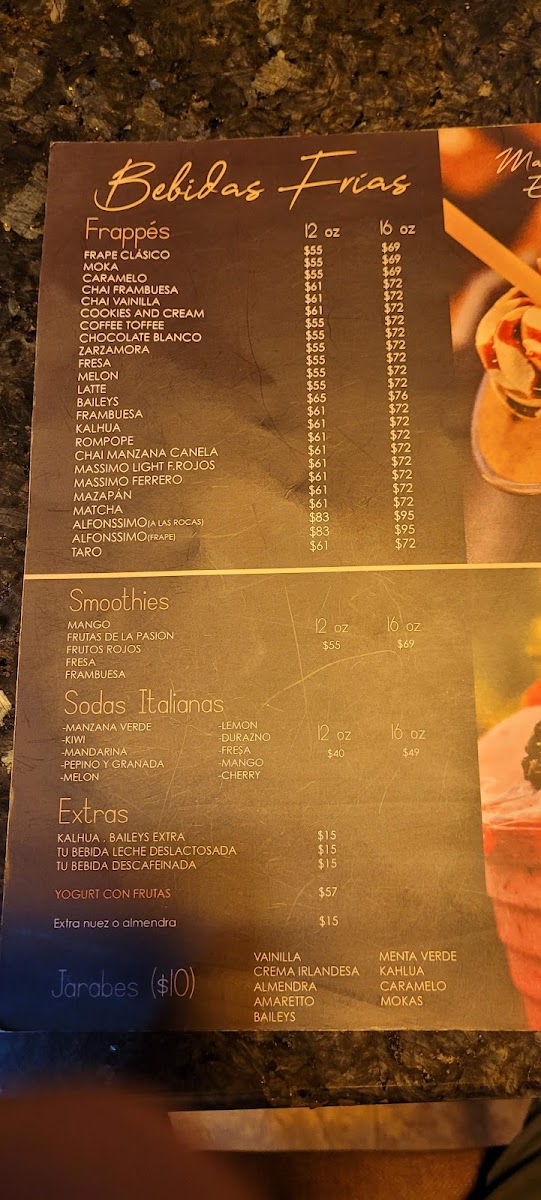 Bebidas Frías
Ma
E
Frappés 12 oz 16 oz
FRAPE CLÁSICO $55 $69
MOKA $55 $69
CARAMELO $55 $69
CHAI FRAMBUESA $61 $72
CHAI VAINILLA $61 $72
COOKIES AND CREAM $61 $72
COFFEE TOFFEE $55 $72
CHOCOLATE BLANCO $55 $72
ZARZAMORA $55 $72
FRESA $55 $72
MELON $55 $72
LATTE $55 $72
BAILEYS $65 $76
FRAMBUESA $61 $72
KALHUA $61 $72
ROMPOPE $61 $72
CHAI MANZANA CANELA $61 $72
MASSIMO LIGHT F.ROJOS $61 $72
MASSIMO FERRERO $61 $72
MAZAPÁN $61 $72
MATCHA $61 $72
ALFONSSIMO (A LAS ROCAS) $83 $95
ALFONSSIMO (FRAPE) $83 $95
TARO $61 $72
Smoothies
MANGO 12 oz 16 oz
FRUTAS DE LA PASION $55 $69
FRUTOS ROJOS
FRESA
FRAMBUESA
Sodas Italianas
-MANZANA VERDE -LEMON 12 oz 16 oz
-KIWI -DURAZNO $40 $49
-MANDARINA -FRESA
-PEPINO Y GRANADA -MANGO
-MELON -CHERRY
Extras
KALHUA , BAILEYS EXTRA $15
TU BEBIDA LECHE DESLACTOSADA $15
TU BEBIDA DESCAFEINADA $15
YOGURT CON FRUTAS $57
Extra nuez o almendra $15
Jarabes ($10)
VAINILLA MENTA VERDE
CREMA IRLANDESA KAHLUA
ALMENDRA CARAMELO
AMARETTO MOKAS
BAILEYS